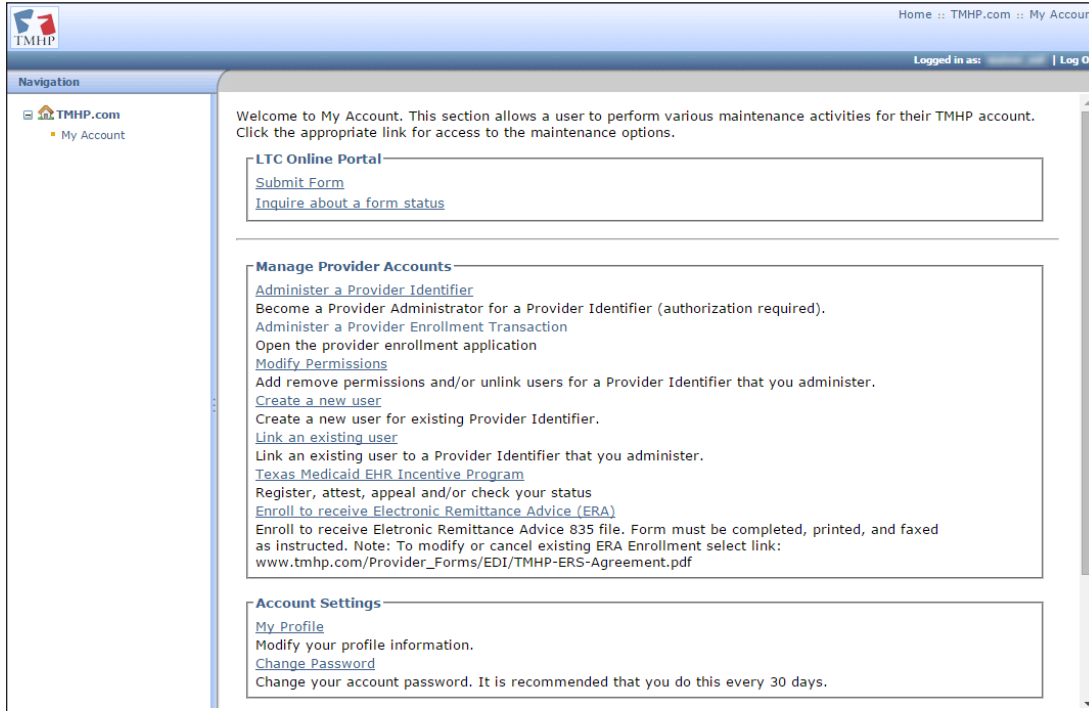 TMHP
Home :: TMHP.com :: My Accoun
Logged in as: | Log O
Navigation
TMHP.com
My Account
Welcome to My Account. This section allows a user to perform various maintenance activities for their TMHP account.
Click the appropriate link for access to the maintenance options.
LTC Online Portal
Submit Form
Inquire about a form status
Manage Provider Accounts
Administer a Provider Identifier
Become a Provider Administrator for a Provider Identifier (authorization required).
Administer a Provider Enrollment Transaction
Open the provider enrollment application
Modify Permissions
Add remove permissions and/or unlink users for a Provider Identifier that you administer.
Create a new user
Create a new user for existing Provider Identifier.
Link an existing user
Link an existing user to a Provider Identifier that you administer.
Texas Medicaid EHR Incentive Program
Register, attest, appeal and/or check your status
Enroll to receive Electronic Remittance Advice (ERA)
Enroll to receive Eletronic Remittance Advice 835 file. Form must be completed, printed, and faxed
as instructed. Note: To modify or cancel existing ERA Enrollment select link:
www.tmhp.com/Provider_Forms/EDI/TMHP-ERS-Agreement.pdf
Account Settings
My Profile
Modify your profile information.
Change Password
Change your account password. It is recommended that you do this every 30 days.